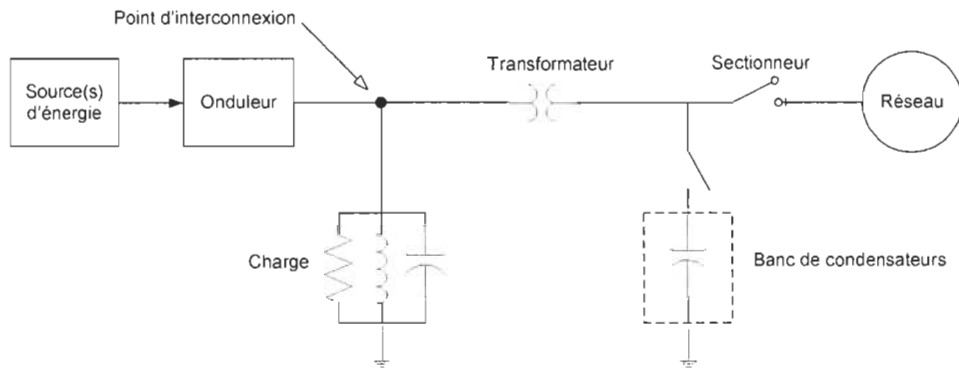 Point d'interconnexion
Transformateur
Sectionneur
Source(s)
d'énergie
Onduleur
Réseau
Charge
Banc de condensateurs